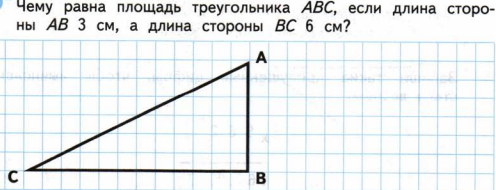 Чему равна площадь треугольника ABC, если длина сторо-
ны AB 3 см, а длина стороны BC 6 см?
A
C
B